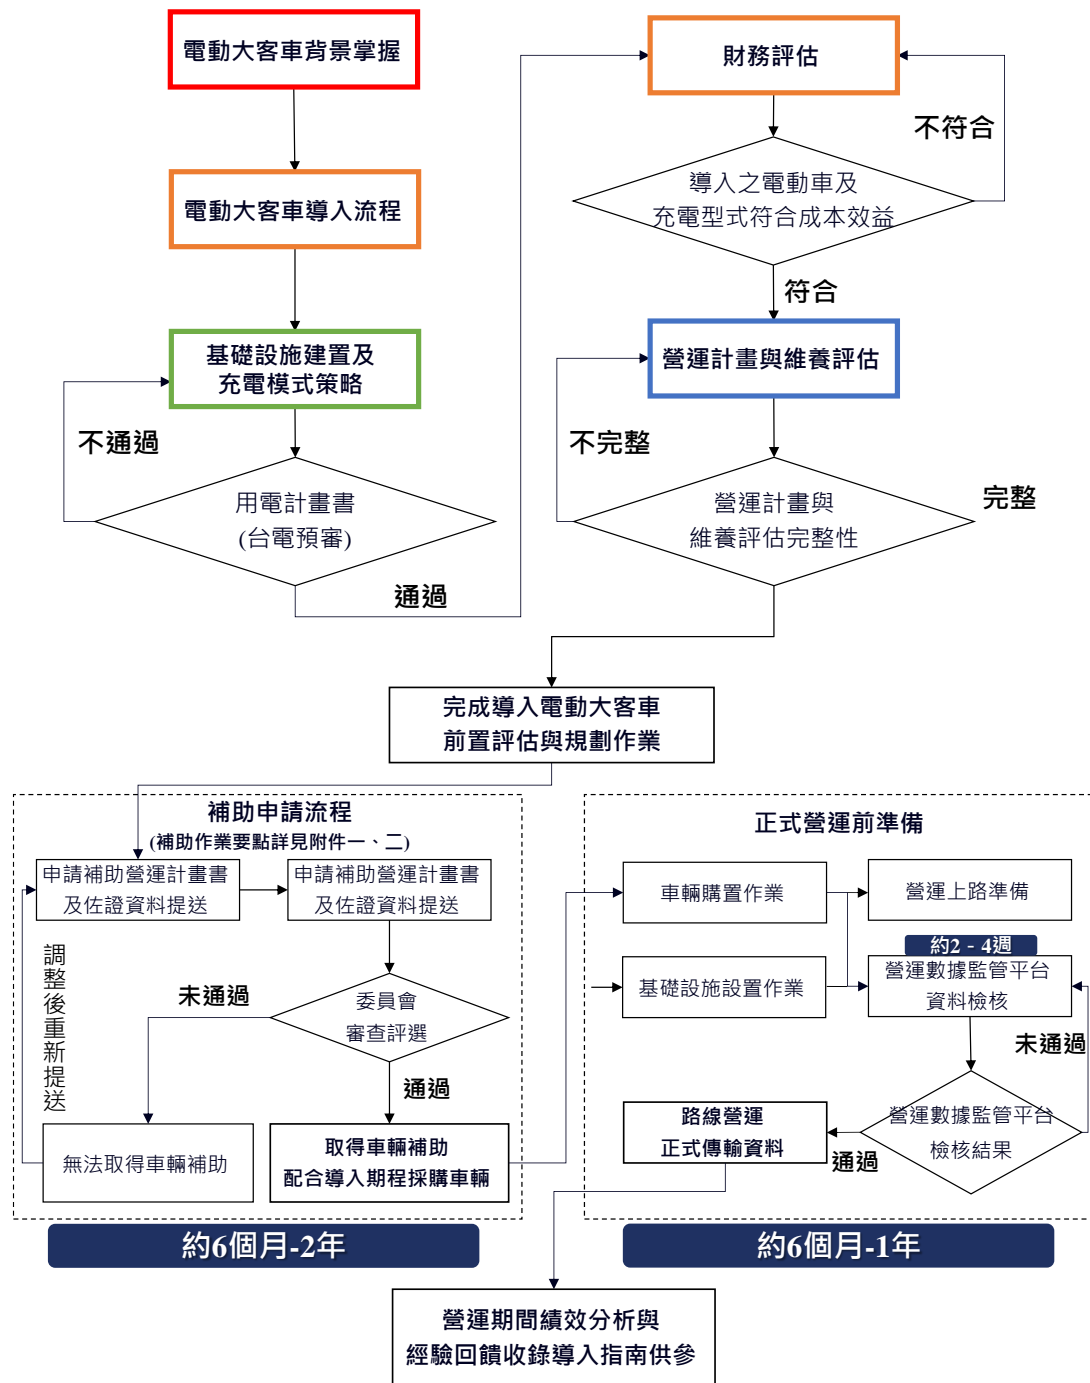 電動大客車背景掌握
電動大客車導入流程
基礎設施建置及
充電模式策略
不通過
用電計畫書
(台電預審)
通過
財務評估
不符合
導入之電動車及
充電型式符合成本效益
符合
營運計畫與維養評估
不完整
營運計畫與
維養評估完整性
完整
完成導入電動大客車
前置評估與規劃作業
補助申請流程
(補助作業要點詳見附件一、二)
申請補助營運計畫書
及佐證資料提送
申請補助營運計畫書
及佐證資料提送
調整後重新提送
未通過
委員會
審查評選
通過
無法取得車輛補助
取得車輛補助
配合導入期程採購車輛
約6個月-2年
正式營運前準備
車輛購置作業
營運上路準備
約2 - 4週
基礎設施設置作業
營運數據監管平台
資料檢核
未通過
營運數據監管平台
檢核結果
通過
路線營運
正式傳輸資料
約6個月-1年
營運期間績效分析與
經驗回饋收錄導入指南供參